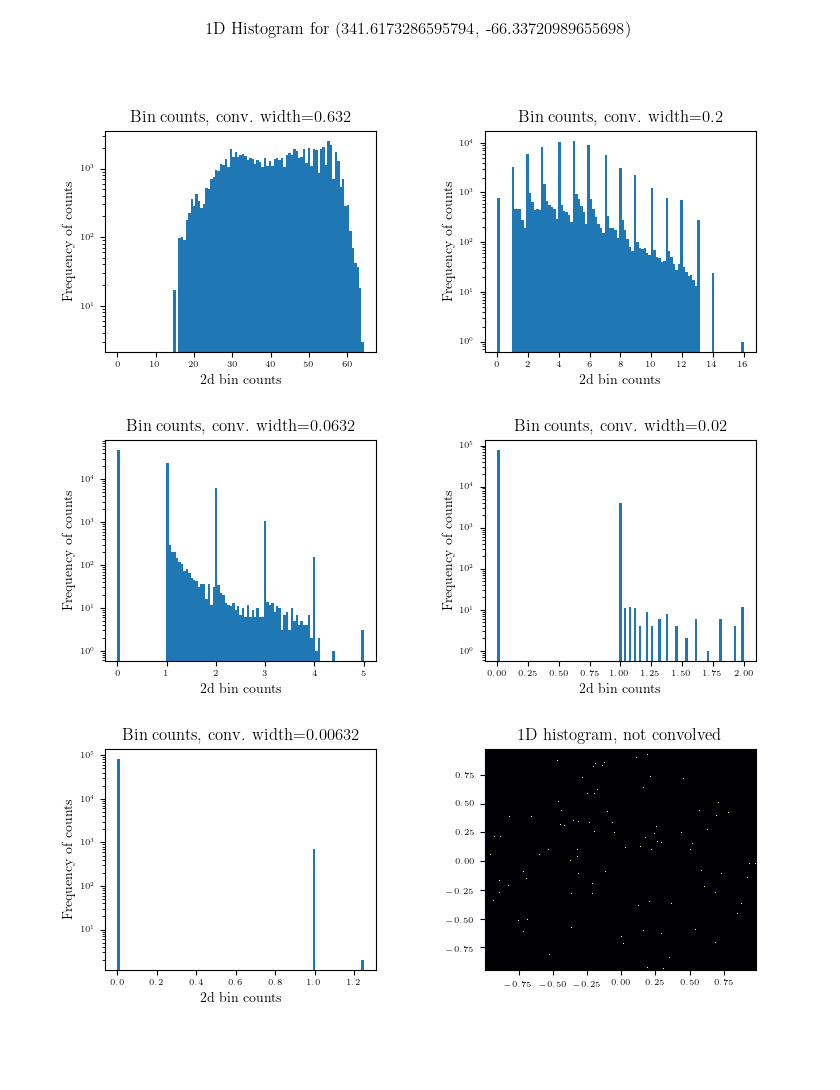 1D Histogram for (341.6173286595794, -66.33720989655698)
Bin counts, conv. width=0.632
Frequency of counts
10³
10²
10¹
0 10 20 30 40 50 60
2d bin counts
Bin counts, conv. width=0.2
Frequency of counts
10⁴
10³
10²
10¹
10⁰
0 2 4 6 8 10 12 14 16
2d bin counts
Bin counts, conv. width=0.0632
Frequency of counts
10⁴
10³
10²
10¹
10⁰
0 1 2 3 4 5
2d bin counts
Bin counts, conv. width=0.02
Frequency of counts
10⁵
10⁴
10³
10²
10¹
10⁰
0.00 0.25 0.50 0.75 1.00 1.25 1.50 1.75 2.00
2d bin counts
Bin counts, conv. width=0.00632
Frequency of counts
10⁵
10⁴
10³
10²
10¹
0.0 0.2 0.4 0.6 0.8 1.0 1.2
2d bin counts
1D histogram, not convolved
0.75
0.50
0.25
0.00
−0.25
−0.50
−0.75
−0.75 −0.50 −0.25 0.00 0.25 0.50 0.75